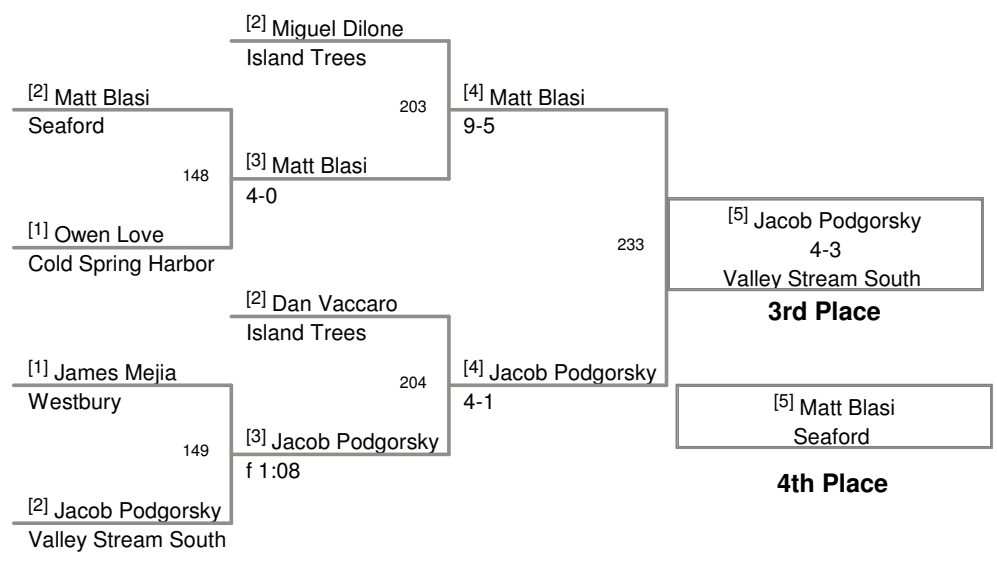 [2] Miguel Dilone
Island Trees
[2] Matt Blasi
Seaford
203
[4] Matt Blasi
9-5
148
[3] Matt Blasi
4-0
[1] Owen Love
Cold Spring Harbor
233
[5] Jacob Podgorsky
4-3
Valley Stream South
3rd Place
[2] Dan Vaccaro
Island Trees
[1] James Mejia
Westbury
204
[4] Jacob Podgorsky
4-1
[5] Matt Blasi
Seaford
4th Place
149
[3] Jacob Podgorsky
f 1:08
[2] Jacob Podgorsky
Valley Stream South